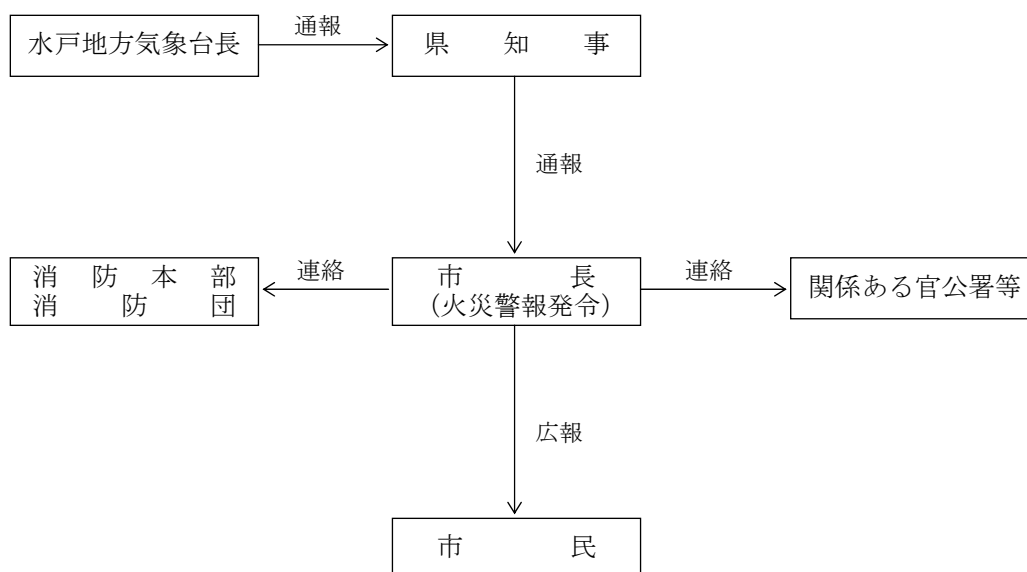 水戸地方気象台長
通報
県知事
通報
消防本部
消防団
連絡
市長
(火災警報発令)
連絡
関係ある官公署等
広報
市民